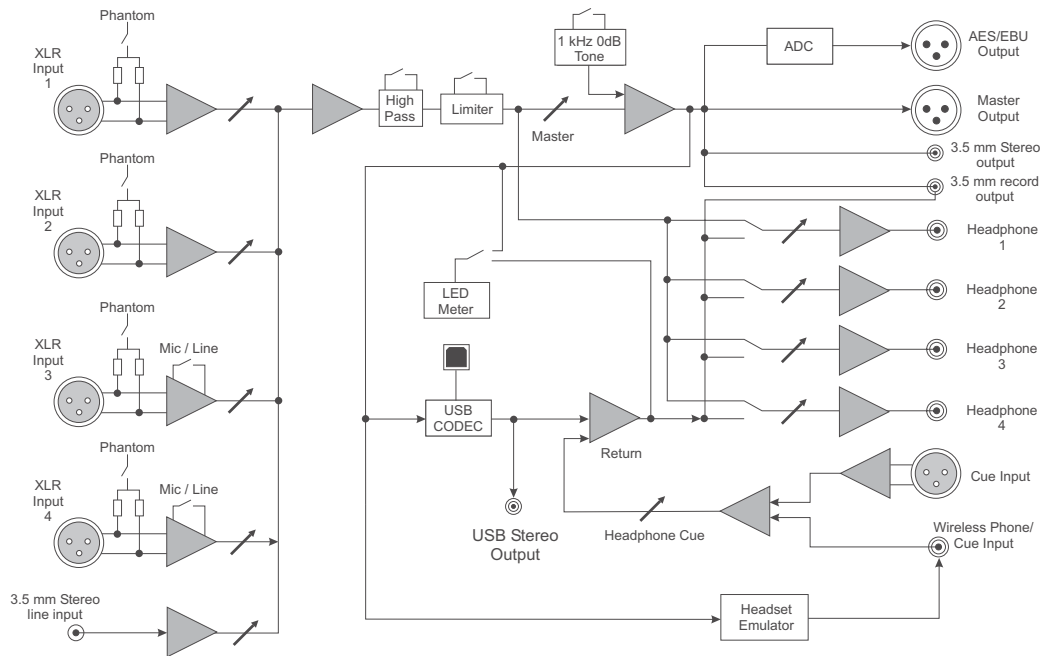 Phantom
XLR
Input
1
Phantom
XLR
Input
2
Phantom
XLR
Input
3
Mic / Line
Phantom
XLR
Input
4
Mic / Line
3.5 mm Stereo
line input
High
Pass
Limiter
Master
1 kHz 0dB
Tone
ADC
AES/EBU
Output
Master
Output
3.5 mm Stereo
output
3.5 mm record
output
Headphone
1
Headphone
2
Headphone
3
Headphone
4
LED
Meter
USB
CODEC
Return
USB Stereo
Output
Headphone Cue
Cue Input
Wireless Phone/
Cue Input
Headset
Emulator